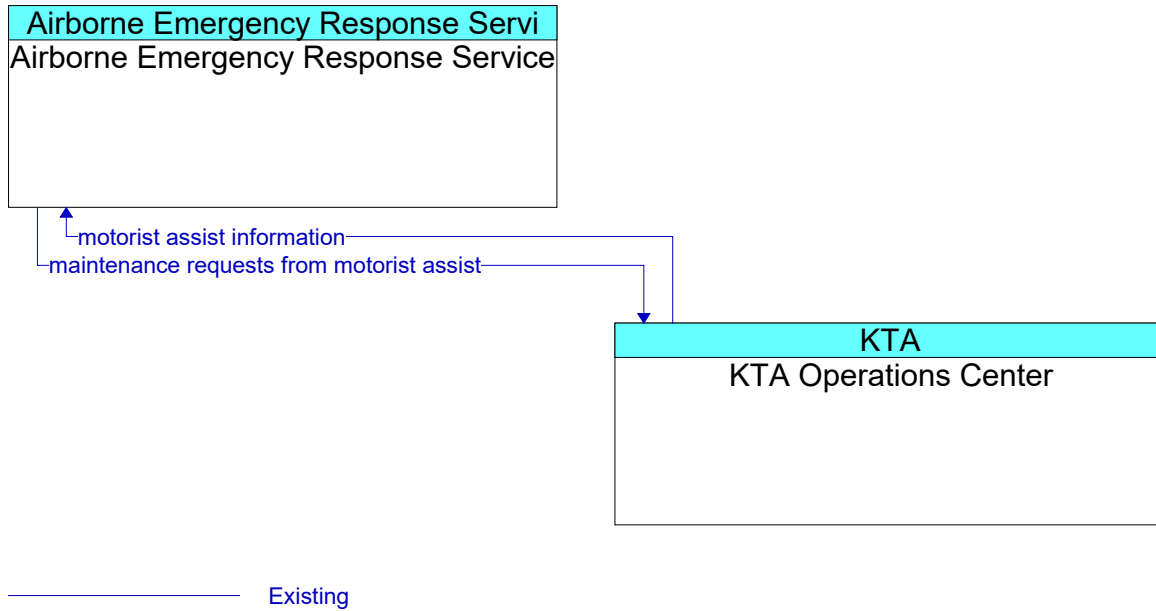 Airborne Emergency Response Servi
Airborne Emergency Response Service
motorist assist information
maintenance requests from motorist assist
KTA
KTA Operations Center
Existing